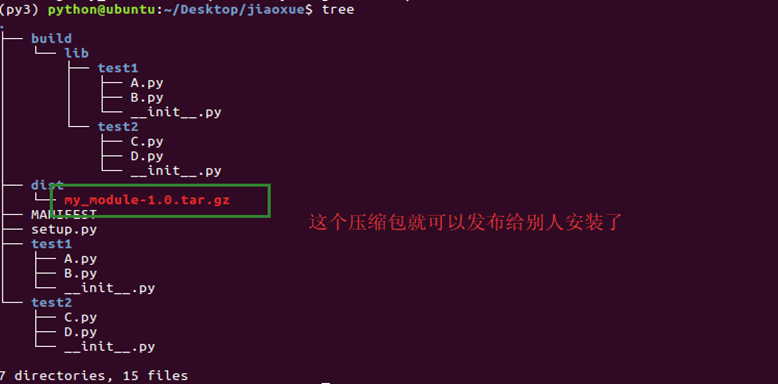 (py3) python@ubuntu:~/Desktop/jiaoxue$ tree
.
├── build
│   └── lib
│       ├── test1
│       │   ├── A.py
│       │   ├── B.py
│       │   └── __init__.py
│       └── test2
│           ├── C.py
│           ├── D.py
│           └── __init__.py
├── dist
│   └── my_module-1.0.tar.gz
├── MANIFEST
├── setup.py
├── test1
│   ├── A.py
│   ├── B.py
│   └── __init__.py
└── test2
    ├── C.py
    ├── D.py
    └── __init__.py
这个压缩包就可以发布给别人安装了
7 directories, 15 files